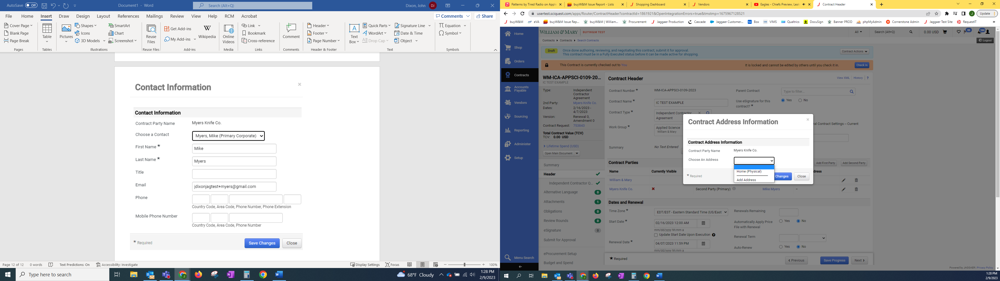 AutoSave Off Document1 - Word Search (Alt+Q) Dixon, John DJ
File Home Insert Draw Design Layout References Mailings Review View Help RCM Acrobat Comments Share
Cover Page
Blank Page
Page Break
Pages
Table
Tables
Pictures
Shapes
Icons
3D Models
SmartArt
Chart
Screenshot
Illustrations
Reuse
Files
Reuse Files
Get Add-ins
My Add-ins
W
Wikipedia
Add-ins
Online
Videos
Media
Link
Bookmark
Cross-reference
Links
Comment
Comments
Header
Footer
Page Number
Header & Footer
Text
Box
Quick Parts
WordArt
Drop Cap
Signature Line
Date & Time
Object
Text
Equation
Symbol
Symbols
Contact Information
Contact Information
Contract Party Name Myers Knife Co.
Choose a Contact Myers, Mike (Primary Corporate)
First Name * Mike
Last Name * Myers
Title
Email jdixonjagtest+myers@gmail.com
Phone
Country Code, Area Code, Phone Number, Phone Extension
Mobile Phone Number
Country Code, Area Code, Phone Number
* Required Save Changes Close
Page 12 of 12 0 words Text Predictions: On Accessibility: Investigate Display Settings Focus 100%
Type here to search 68°F Cloudy 1:28 PM
2/9/2023
Patterns by Tired Radio on Apple buyW&M Issue Report - Lists Shopping Dashboard Vendors Eagles - Chiefs Preview, Leal Contract Header
usertest.sciquest.com/apps/Router/ContractHeader?contractId=1861921&OpenIntegrationErrors=true&tmstmp=1675967128521 J Update
buyW&M eVA buyW&M Issue Rep... buyW&M | William... Procurement Jaggaer Production Cascade Jaggaer Customer... Box VIMS Qualtrics DocuSign Banner PROD phpMyAdmin Cornerstone Admin Jaggaer Test Site RequestIT
WILLIAM & MARY BUYW&M TEST All Search (Alt+Q) 0.00 USD 55 164
Contracts Contracts Search Contracts Logout
Home
Shop
Orders
Contracts
Accounts
Payable
Vendors
Sourcing
Reporting
Administer
Setup
Menu Search
Draft Once done authoring, reviewing, and negotiating this contract, submit it for approval. Contract Actions
This contract must be in a Fully Executed status before it can be made active for shopping.
This Contract is currently checked out to You It is locked and cannot be edited by others until you check it in. Check In
WM-ICA-APPSCI-0109-20...
IC TEST EXAMPLE
Type: Independent
Contractor
Agreement
2nd Party: Myers Knife Co.
Dates: 2/16/2023 -
4/7/2023
Version: Renewal 0,
Amendment 0
Contract Request: 753843
Total Contract Value (TCV)
TCV: 0.00 USD
Lifetime Spend (USD)
Open Main Document
Summary
Header
Independent Contractor Q...
Alternative Language 0
Attachments 1
Obligations 0
Review Rounds 0
eSignature 0
Submit for Approval
eProcurement Setup
Budget and Spend
Contract Header View XML History ?
Contract Number * WM-ICA-APPSCI-0109-2023 Parent Contract Type to filter...
Contract Name * IC TEST EXAMPLE Use eSignature for this
contract? * Yes No
Contract Type * Independent Contractor
Agreement
Work Group * Applied Science
William & Mary
ral Contract Settings -- Current
Summary No Text Entered
Contract Address Information
Contract Address Information
Contract Party Name Myers Knife Co.
Choose An Address
Home (Physical)
Add Address
* Required Changes Close
Contract Parties Add First Party Add Second Party
Name Currently Visible dress
William & Mary
Myers Knife Co. Second Party (Primary) Mike Myers –
Dates and Renewal
Time Zone * EDT/EST - Eastern Standard Time (US/East Renewals Remaining
Start Date * 02/16/2023 12:00 AM Automatically Apply Price
File with Renewal Yes No
mm/dd/yyyy hh:mm a
Update Start Date Upon Execution Renewal Term
Renewal Date * 04/07/2023 11:59 PM Auto-Renew Yes No
mm/dd/yyyy hh:mm a
* Required Previous Save Progress Next
Powered by JAGGAER | Privacy Policy
1:28 PM
2/9/2023